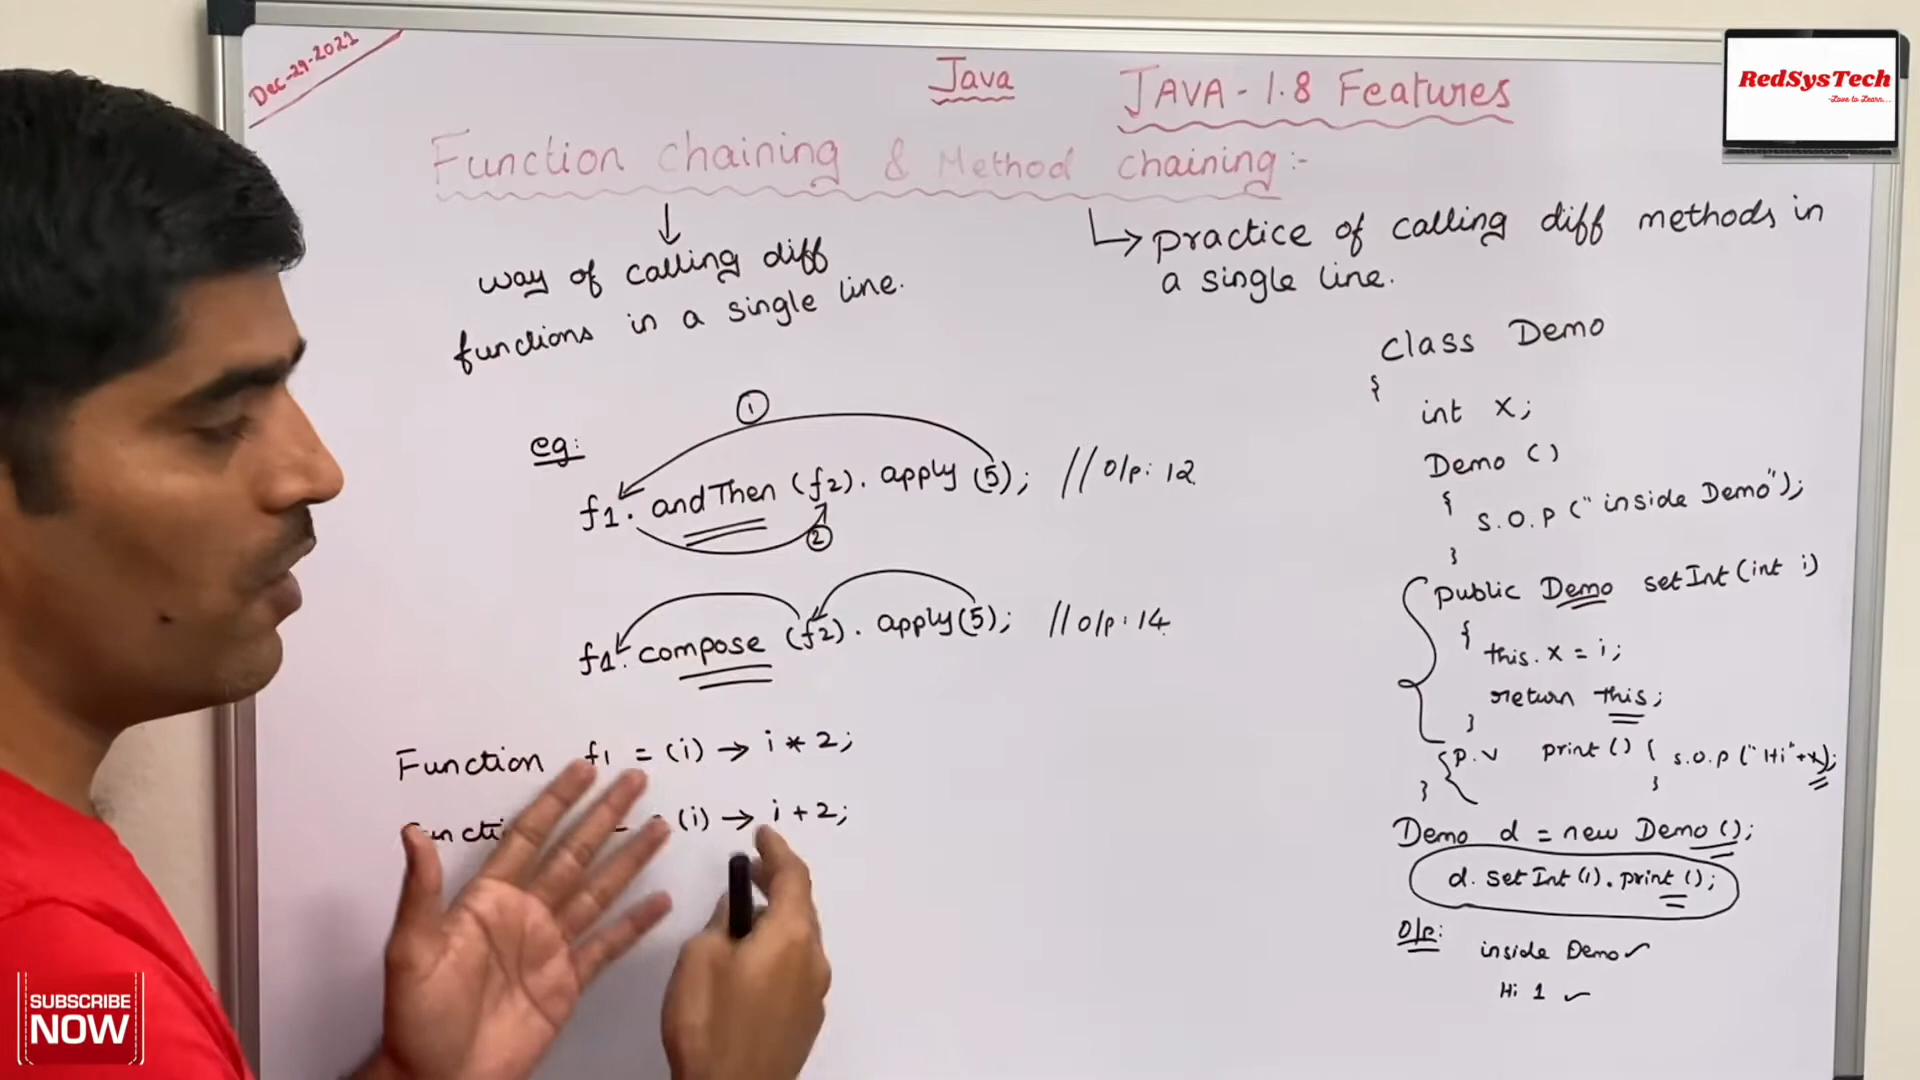 Dec-29-2021
Java
JAVA - 1.8 Features
RedSysTech
-Love to Learn...
Function chaining & Method chaining:-
way of calling diff
functions in a single line.
practice of calling diff methods in
a single line.
eg:
1
f1. andThen (f2). apply (5); //o/p: 12
2
f1. compose (f2). apply(5); //o/p: 14
Function f1 = (i) → i * 2;
= (i) → i + 2;
class Demo
{
int x;
Demo ()
{
S.O.P ("inside Demo");
}
public Demo setInt(int i)
{
this.x = i;
return this;
}
P.V print () { S.O.P ("Hi"+x);
}
}
Demo d = new Demo ();
d. setInt (1). print ();
O/P:
inside Demo ✓
Hi 1 ✓
SUBSCRIBE
NOW